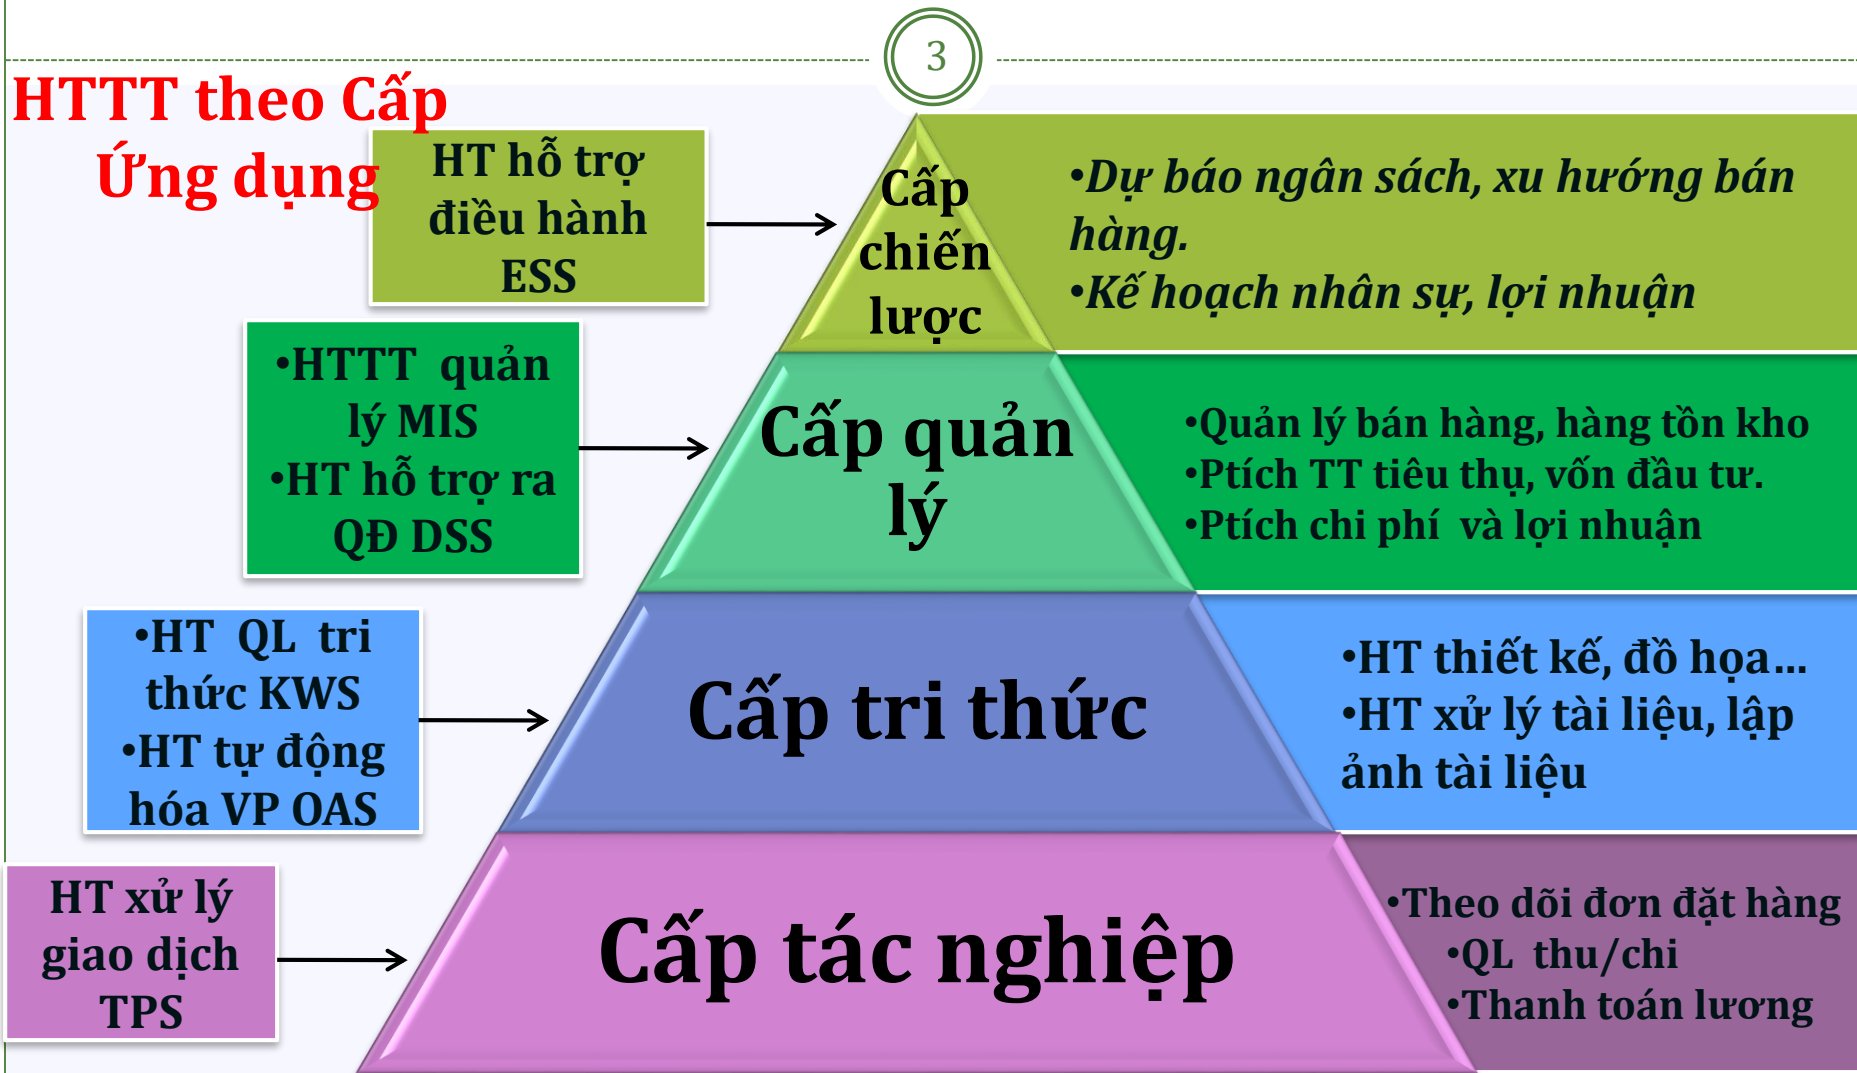 3
HTTT theo Cấp
Ứng dụng
HT hỗ trợ
điều hành
ESS
Cấp
chiến
lược
•Dự báo ngân sách, xu hướng bán
hàng.
•Kế hoạch nhân sự, lợi nhuận
•HTTT quản
lý MIS
•HT hỗ trợ ra
QĐ DSS
Cấp quản
lý
•Quản lý bán hàng, hàng tồn kho
•Ptích TT tiêu thụ, vốn đầu tư.
•Ptích chi phí và lợi nhuận
•HT QL tri
thức KWS
•HT tự động
hóa VP OAS
Cấp tri thức
•HT thiết kế, đồ họa...
•HT xử lý tài liệu, lập
ảnh tài liệu
HT xử lý
giao dịch
TPS
Cấp tác nghiệp
•Theo dõi đơn đặt hàng
•QL thu/chi
•Thanh toán lương